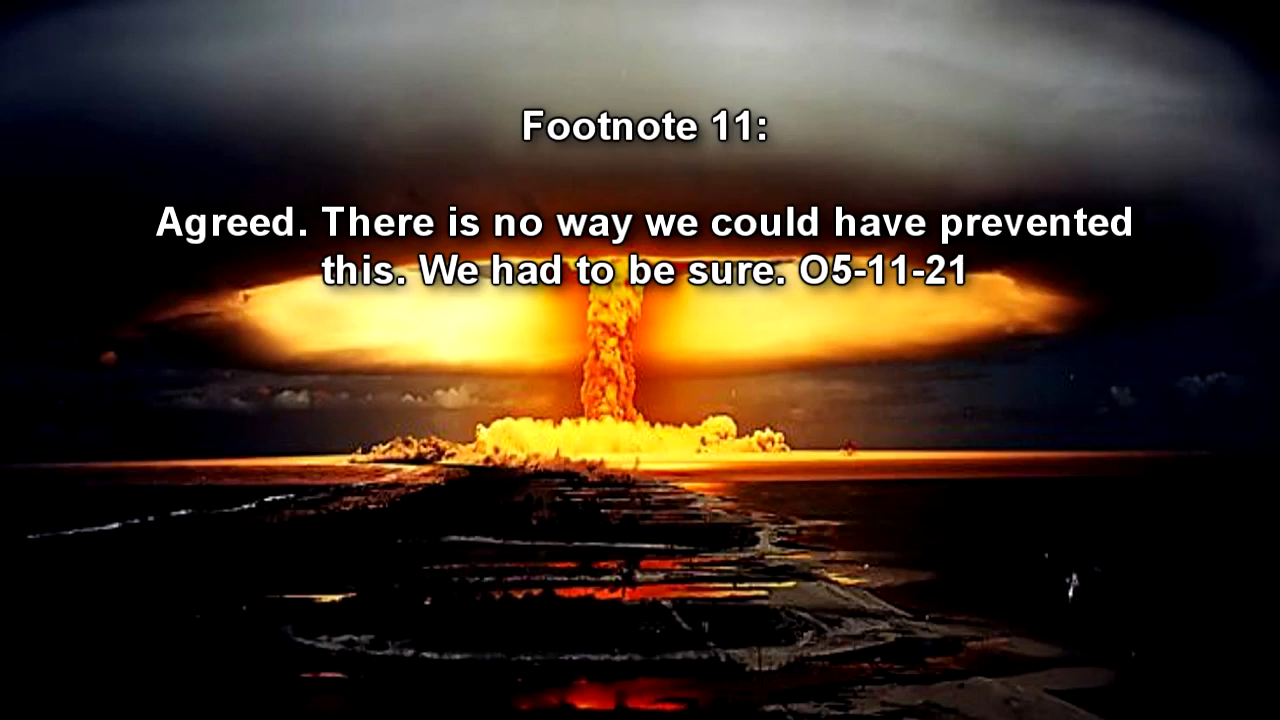 Footnote 11:
Agreed. There is no way we could have prevented
this. We had to be sure. O5-11-21